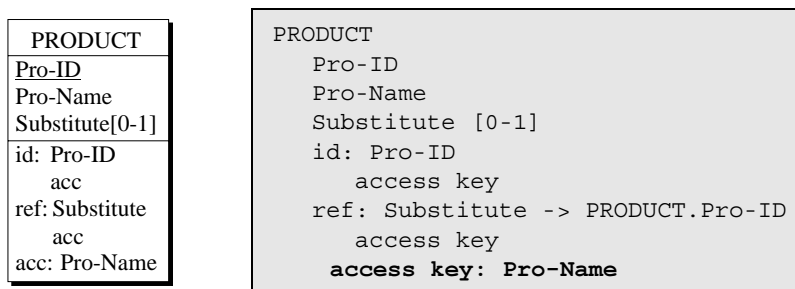 PRODUCT
Pro-ID
Pro-Name
Substitute[0-1]
id: Pro-ID
acc
ref: Substitute
acc
acc: Pro-Name
PRODUCT
Pro-ID
Pro-Name
Substitute [0-1]
id: Pro-ID
access key
ref: Substitute -> PRODUCT.Pro-ID
access key
access key: Pro-Name